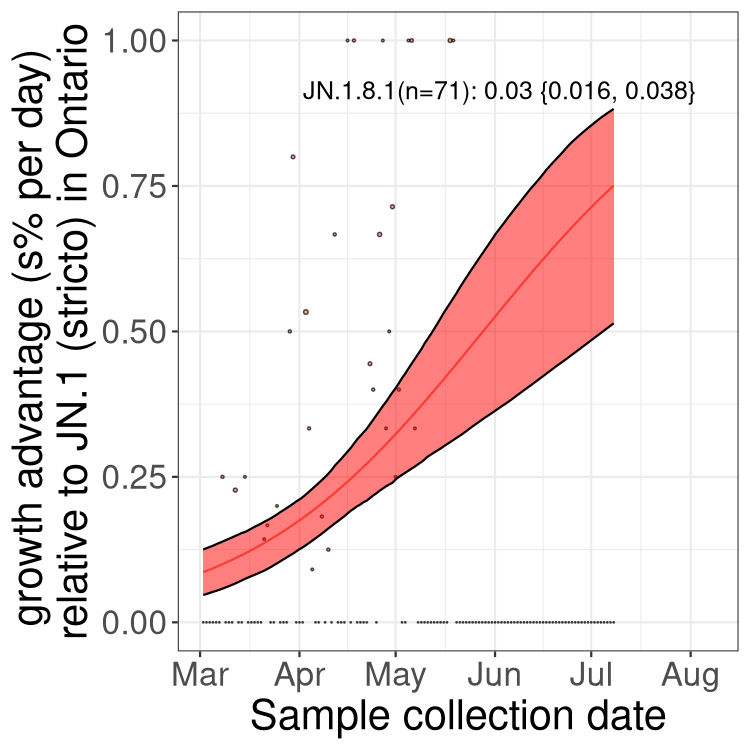 growth advantage (s% per day)
relative to JN.1 (stricto) in Ontario
1.00
0.75
0.50
0.25
0.00
JN.1.8.1(n=71): 0.03 {0.016, 0.038}
Mar Apr May Jun Jul Aug
Sample collection date